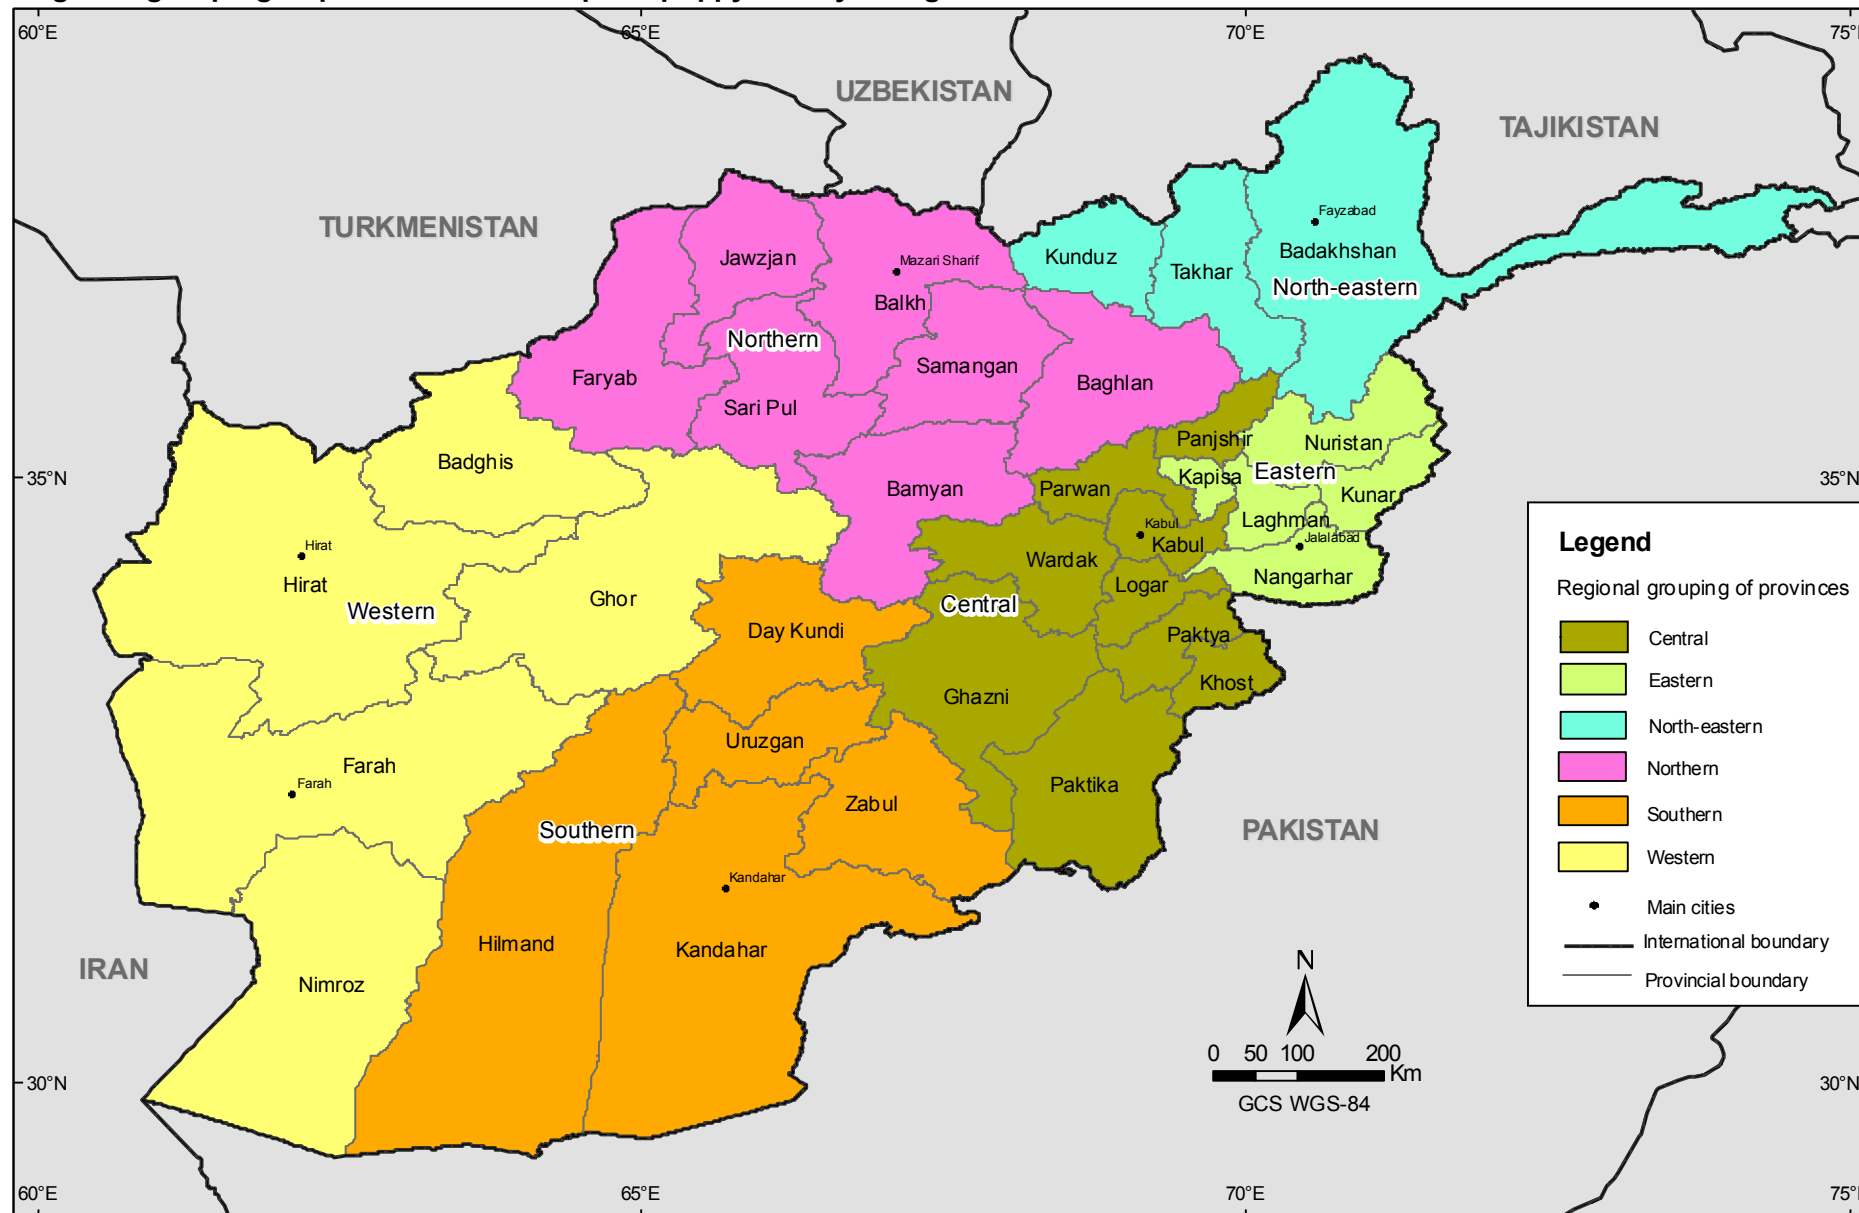 60°E
65°E
70°E
75°
UZBEKISTAN
TAJIKISTAN
TURKMENISTAN
Fayzabad
Badakhshan
North-eastern
Kunduz
Takhar
Jawzjan
Mazari Sharif
Balkh
Northern
Faryab
Samangan
Baghlan
Sari Pul
Badghis
Panjshir
Nuristan
Eastern
35°N
35°N
Bamyan
Parwan
Kapisa
Kunar
Kabul
Kabul
Laghman
Jalalabad
Hirat
Hirat
Wardak
Logar
Nangarhar
Western
Ghor
Central
Day Kundi
Paktya
Khost
Ghazni
Uruzgan
Farah
Farah
Paktika
Zabul
Southern
PAKISTAN
Kandahar
Kandahar
Hilmand
IRAN
Nimroz
Legend
Regional grouping of provinces
Central
Eastern
North-eastern
Northern
Southern
Western
Main cities
International boundary
Provincial boundary
N
0 50 100 200
Km
GCS WGS-84
30°N
30°N
60°E
65°E
70°E
75°